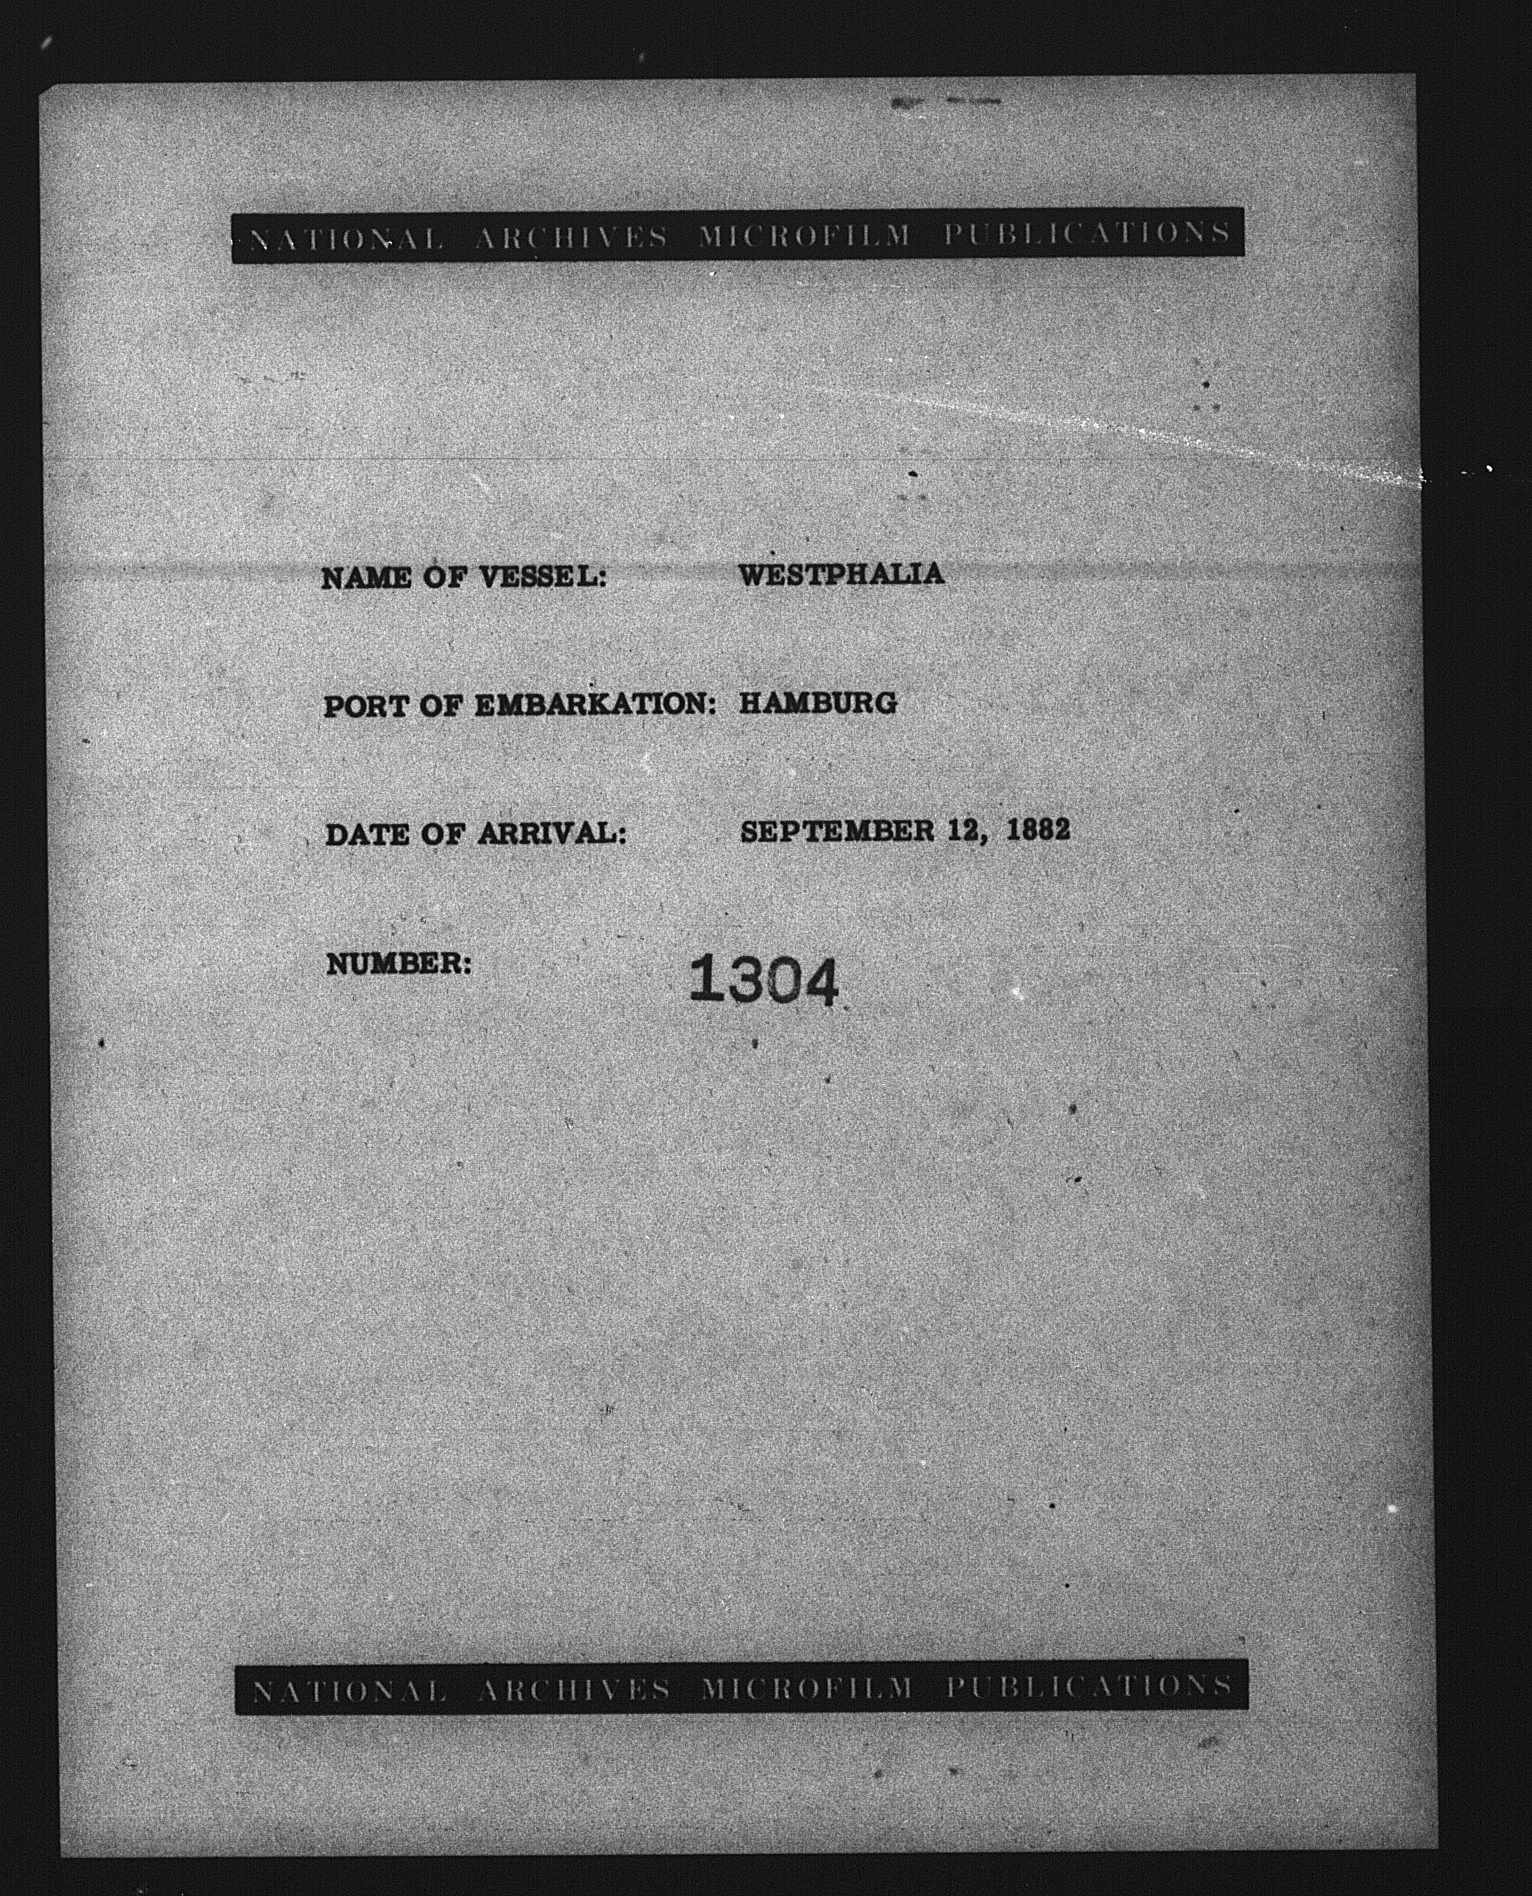 NATIONAL ARCHIVES MICROFILM PUBLICATIONS
NAME OF VESSEL: WESTPHALIA
PORT OF EMBARKATION: HAMBURG
DATE OF ARRIVAL: SEPTEMBER 12, 1882
NUMBER: 1304
NATIONAL ARCHIVES MICROFILM PUBLICATIONS